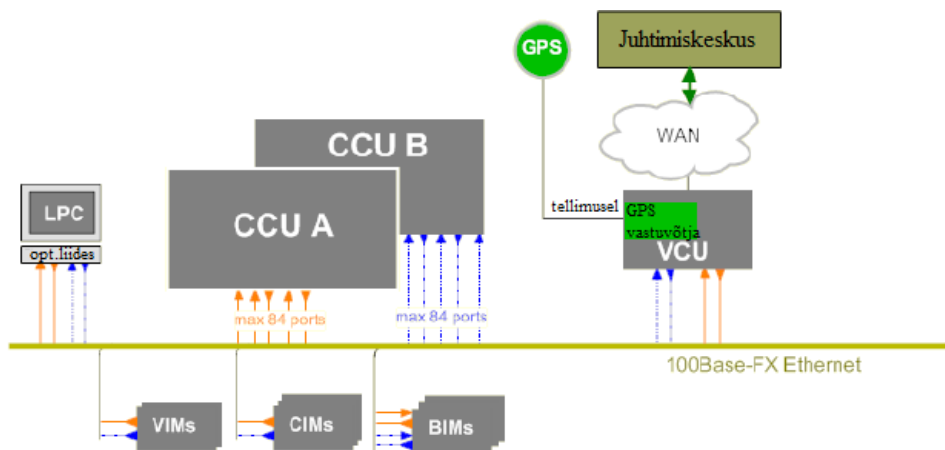 GPS
Juhtimiskeskus
WAN
CCU B
CCU A
LPC
opt.liides
tellimusel
GPS
vastuvõtja
VCU
max 84 ports
max 84 ports
100Base-FX Ethernet
VIMs
CIMs
BIMs